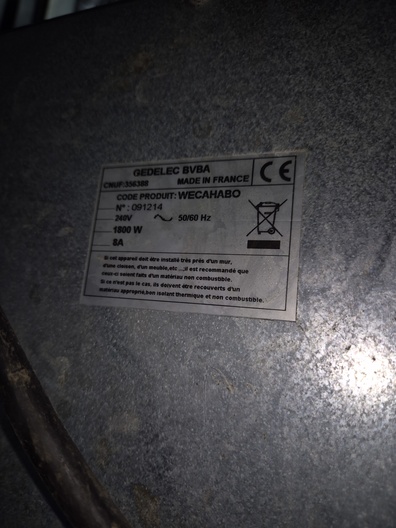 GEDELEC BVBA
CMUP:356388 MADE IN FRANCE
CE
CODE PRODUIT: WECAHABO
N° : 091214
240V ~ 50/60 Hz
1800 W
8A
Si cet appareil doit être installé très près d'un mur,
d'une cloison, d'un meuble,etc...,il est recommandé que
ceux-ci soient faits d'un matériau non combustible.
Si ce n'est pas le cas, ils doivent être recouverts d'un
matériau approprié,bon isolant thermique et non combustible.